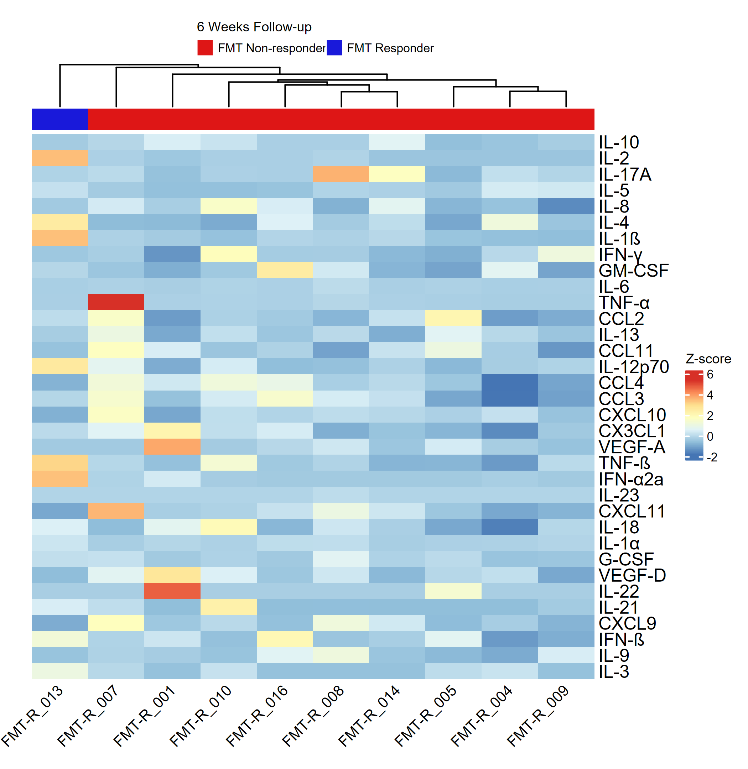 6 Weeks Follow-up
FMT Non-responder FMT Responder
IL-10
IL-2
IL-17A
IL-5
IL-8
IL-4
IL-1ß
IFN-γ
GM-CSF
IL-6
TNF-α
CCL2
IL-13
CCL11
IL-12p70
CCL4
CCL3
CXCL10
CX3CL1
VEGF-A
TNF-ß
IFN-α2a
IL-23
CXCL11
IL-18
IL-1α
G-CSF
VEGF-D
IL-22
IL-21
CXCL9
IFN-ß
IL-9
IL-3
Z-score
6
4
2
0
-2
FMT-R_013 FMT-R_007 FMT-R_001 FMT-R_010 FMT-R_016 FMT-R_008 FMT-R_014 FMT-R_005 FMT-R_004 FMT-R_009